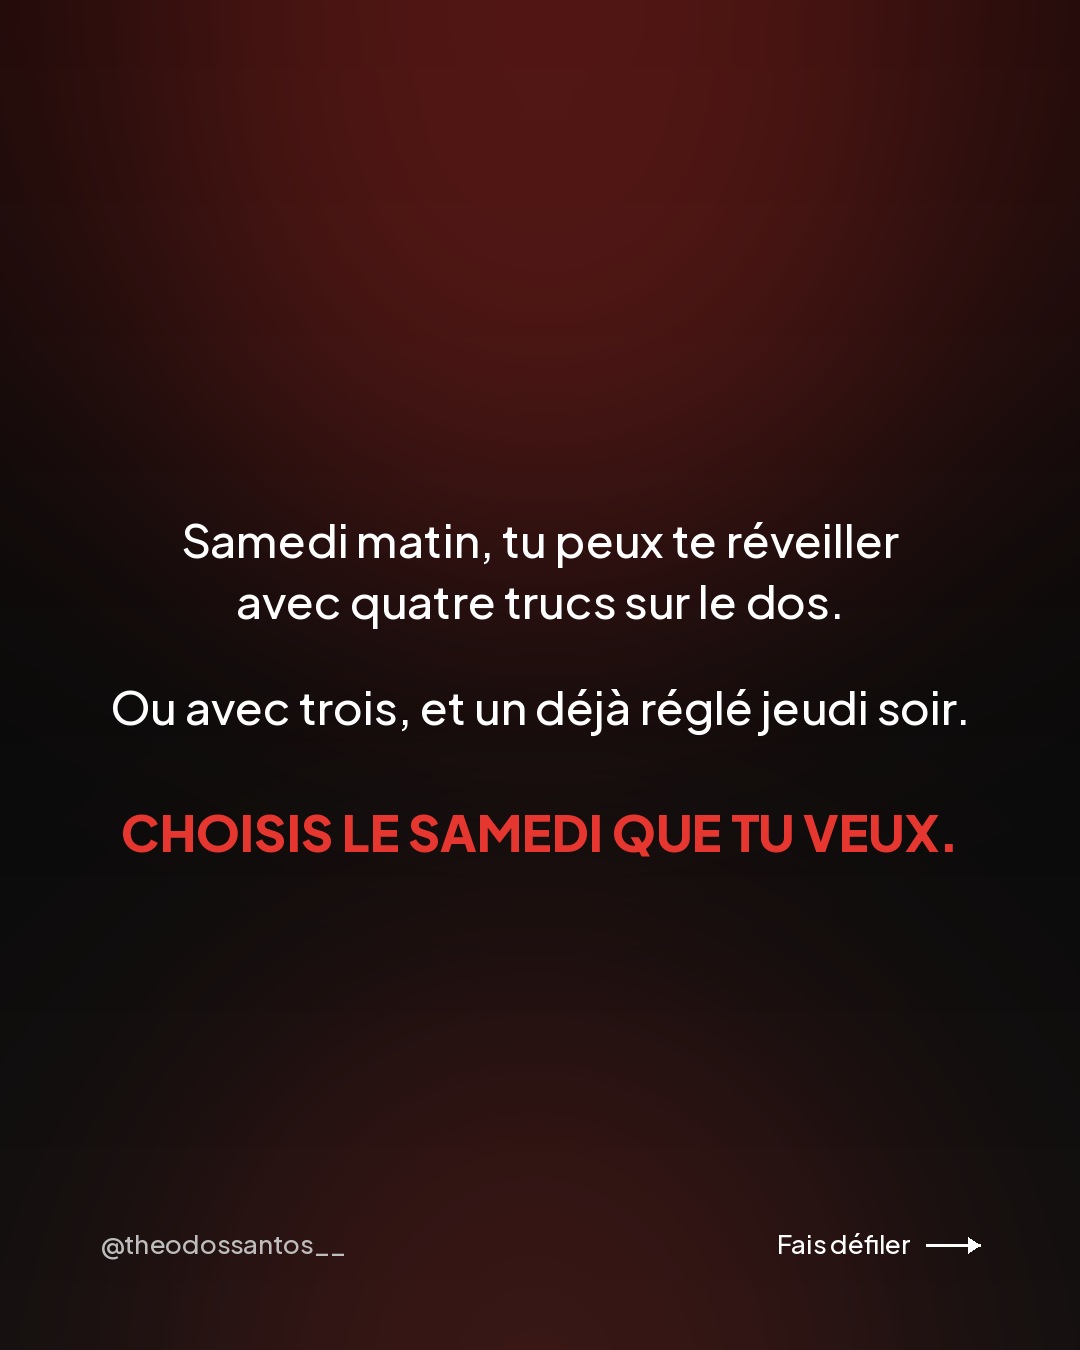 Samedi matin, tu peux te réveiller
avec quatre trucs sur le dos.
Ou avec trois, et un déjà réglé jeudi soir.
CHOISIS LE SAMEDI QUE TU VEUX.
@theodossantos__
Fais défiler